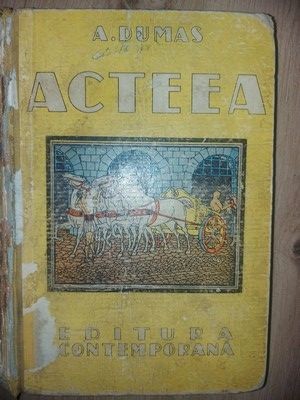 A. DUMAS
ACTEEA
EDITURA
CONTEMPORANĂ